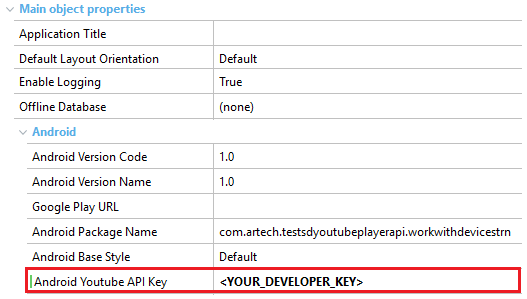 Main object properties
Application Title
Default Layout Orientation Default
Enable Logging True
Offline Database (none)
Android
Android Version Code 1.0
Android Version Name 1.0
Google Play URL
Android Package Name com.artech.testsdyoutubeplayerapi.workwithdevicestrn
Android Base Style Default
Android Youtube API Key <YOUR_DEVELOPER_KEY>